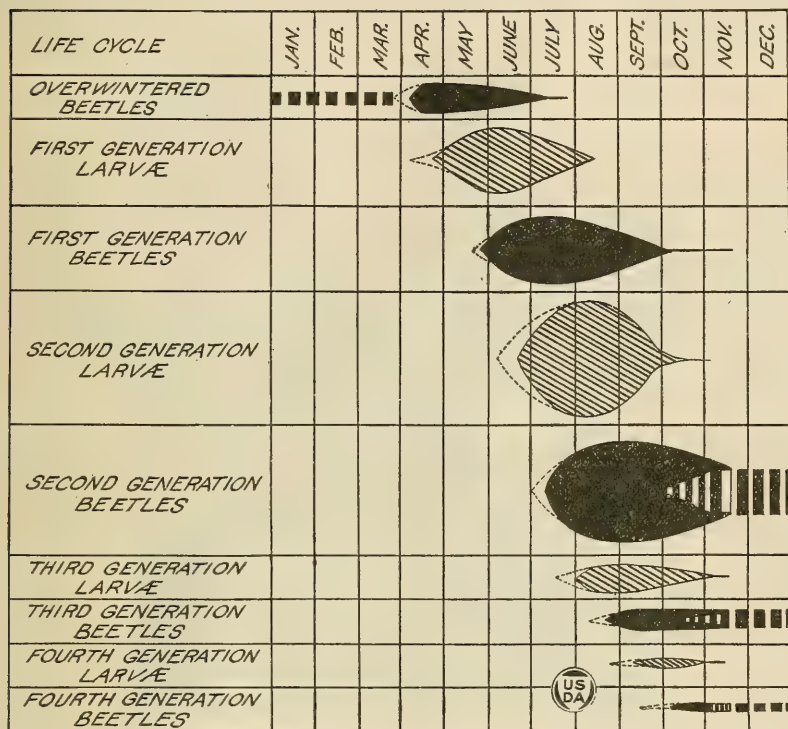 LIFE CYCLE
JAN.
FEB.
MAR.
APR.
MAY
JUNE
JULY
AUG.
SEPT.
OCT.
NOV.
DEC.
OVERWINTERED
BEETLES
FIRST GENERATION
LARVÆ
FIRST GENERATION
BEETLES
SECOND GENERATION
LARVÆ
SECOND GENERATION
BEETLES
THIRD GENERATION
LARVÆ
THIRD GENERATION
BEETLES
FOURTH GENERATION
LARVÆ
FOURTH GENERATION
BEETLES
US
DA